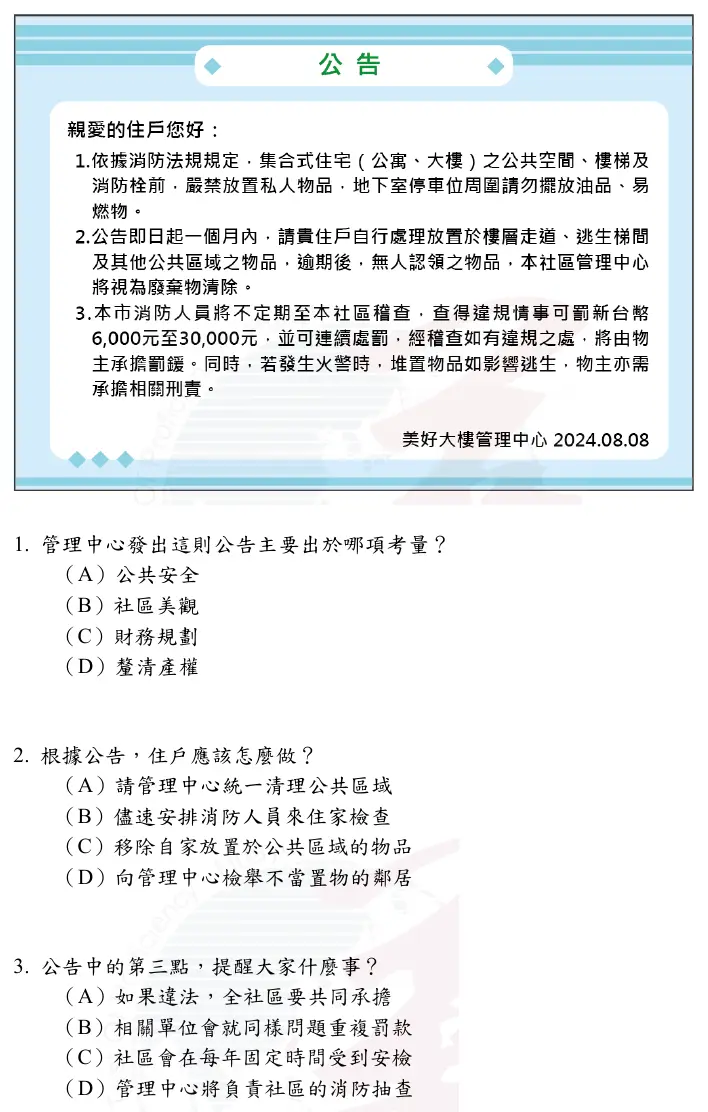 公告
親愛的住戶您好：
1.依據消防法規規定，集合式住宅（公寓、大樓）之公共空間、樓梯及
消防栓前，嚴禁放置私人物品，地下室停車位周圍請勿擺放油品、易
燃物。
2.公告即日起一個月內，請貴住戶自行處理放置於樓層走道、逃生梯間
及其他公共區域之物品，逾期後，無人認領之物品，本社區管理中心
將視為廢棄物清除。
3.本市消防人員將不定期至本社區稽查，查得違規情事可罰新台幣
6,000元至30,000元，並可連續處罰，經稽查如有違規之處，將由物
主承擔罰鍰。同時，若發生火警時，堆置物品如影響逃生，物主亦需
承擔相關刑責。
美好大樓管理中心 2024.08.08
1. 管理中心發出這則公告主要出於哪項考量？
（A）公共安全
（B）社區美觀
（C）財務規劃
（D）釐清產權
2. 根據公告，住戶應該怎麼做？
（A）請管理中心統一清理公共區域
（B）儘速安排消防人員來住家檢查
（C）移除自家放置於公共區域的物品
（D）向管理中心檢舉不當置物的鄰居
3. 公告中的第三點，提醒大家什麼事？
（A）如果違法，全社區要共同承擔
（B）相關單位會就同樣問題重複罰款
（C）社區會在每年固定時間受到安檢
（D）管理中心將負責社區的消防抽查